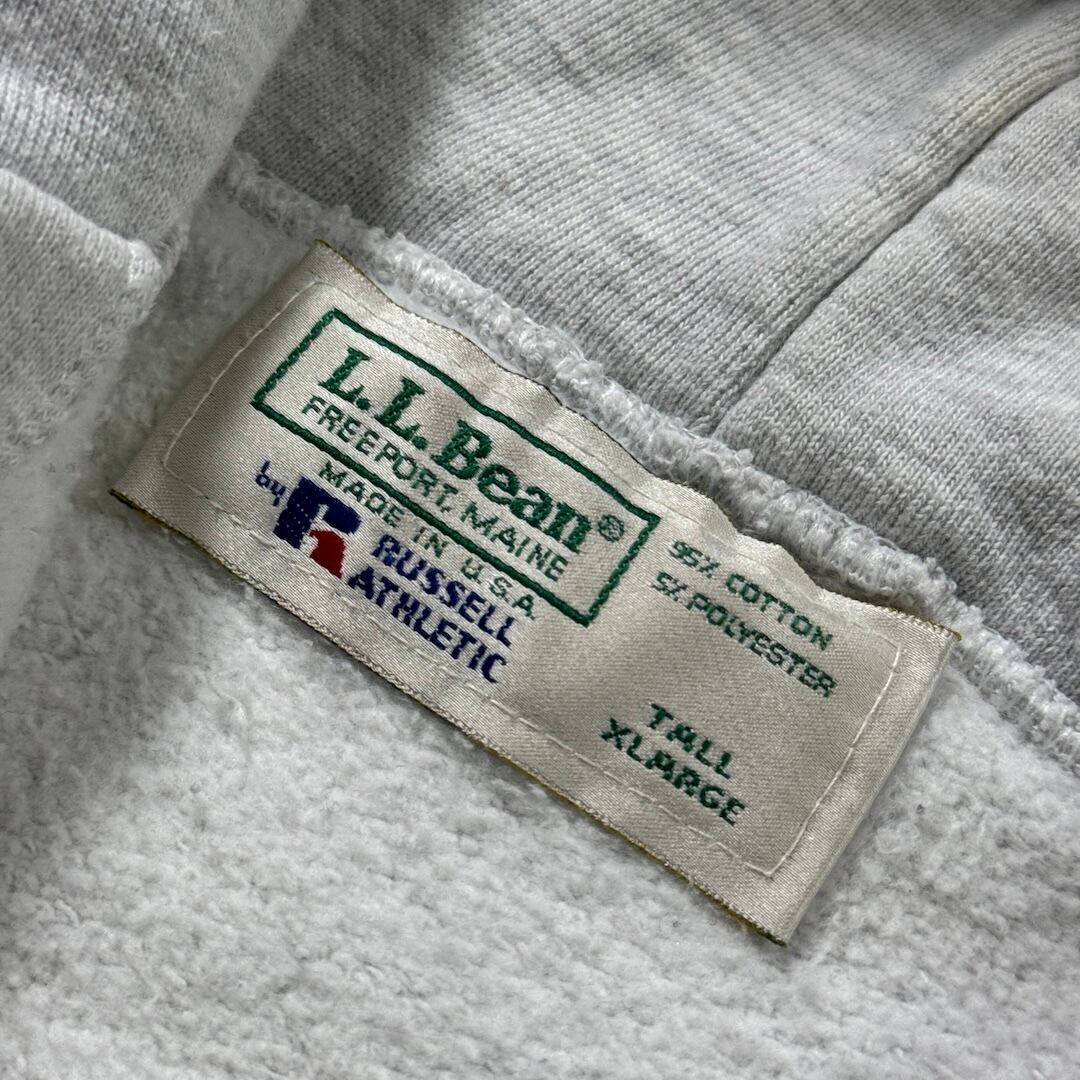 L.L.Bean®
FREEPORT, MAINE
MADE IN U.S.A.
by RUSSELL
ATHLETIC
95% COTTON
5% POLYESTER
TALL
XLARGE